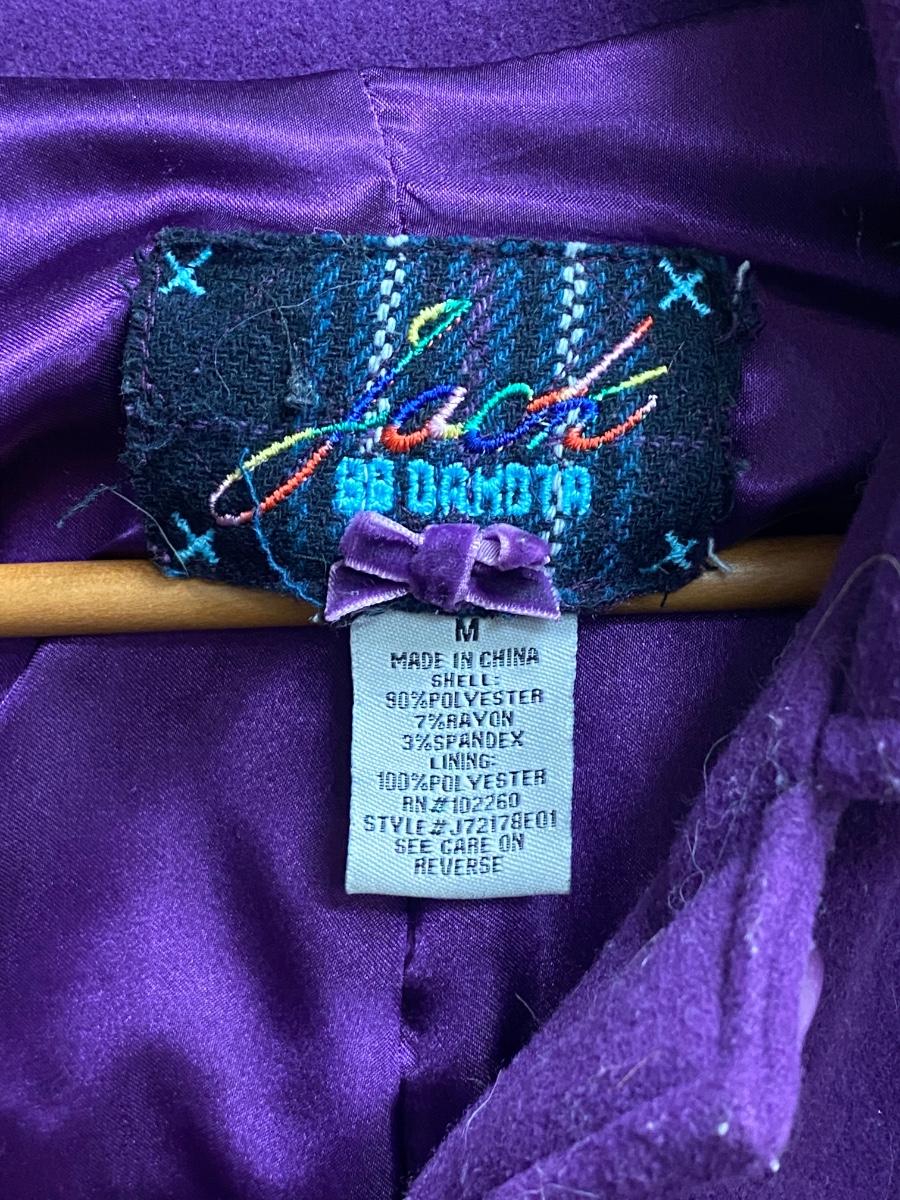 Jack
BB DAKOTA
M
MADE IN CHINA
SHELL:
90%POLYESTER
7%RAYON
3%SPANDEX
LINING:
100%POLYESTER
RN#102260
STYLE#J72178E01
SEE CARE ON
REVERSE